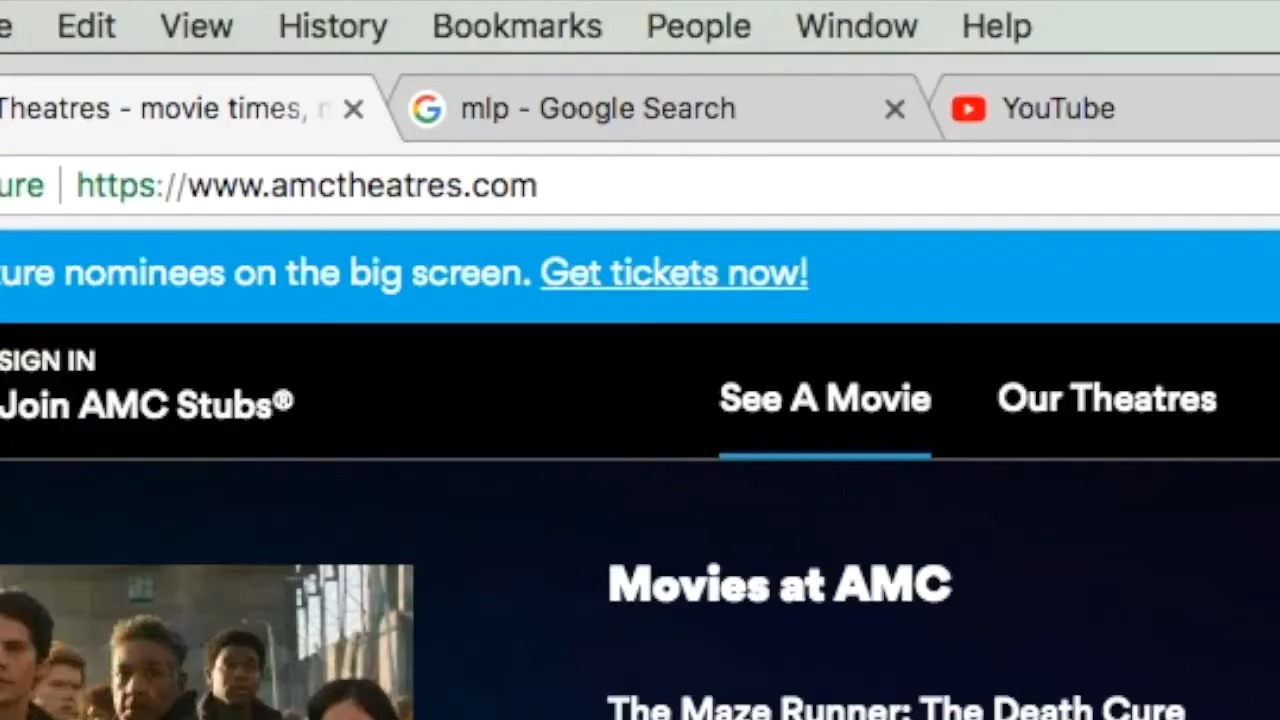 e Edit View History Bookmarks People Window Help
Theatres - movie times, mlp - Google Search YouTube
ure https://www.amctheatres.com
ture nominees on the big screen. Get tickets now!
SIGN IN
Join AMC Stubs®
See A Movie Our Theatres
Movies at AMC
The Maze Runner: The Death Cure